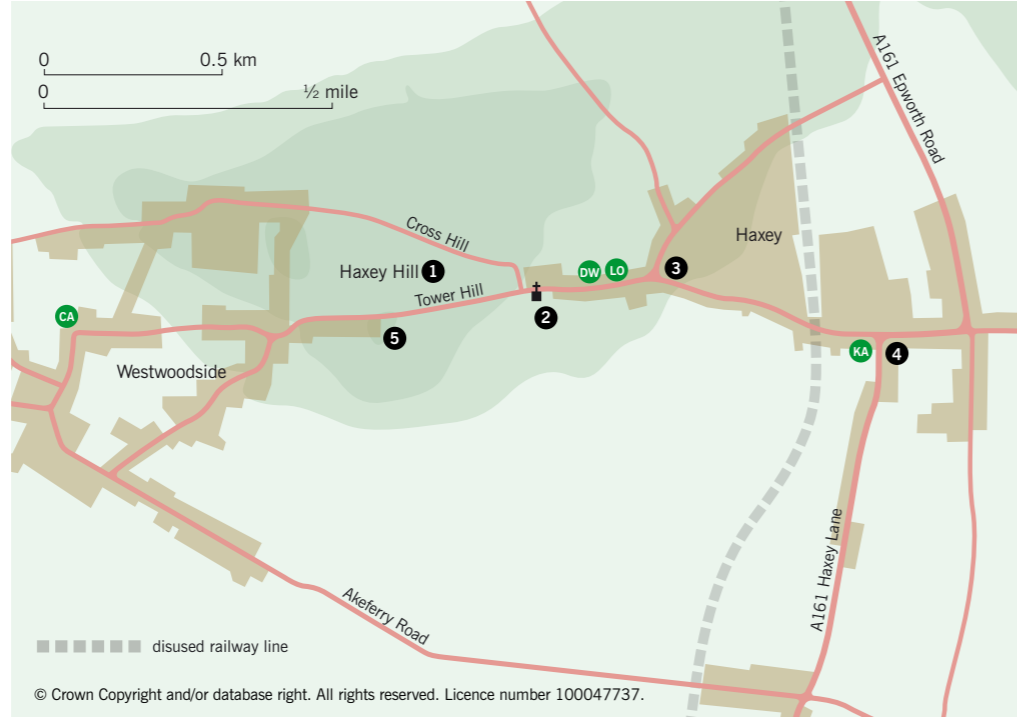 0 0.5 km
0 ½ mile
A161 Epworth Road
Cross Hill
Haxey
Haxey Hill 1
DW LO 3
Tower Hill
2
CA
5
KA 4
Westwoodside
A161 Haxey Lane
Akeferry Road
disused railway line
© Crown Copyright and/or database right. All rights reserved. Licence number 100047737.